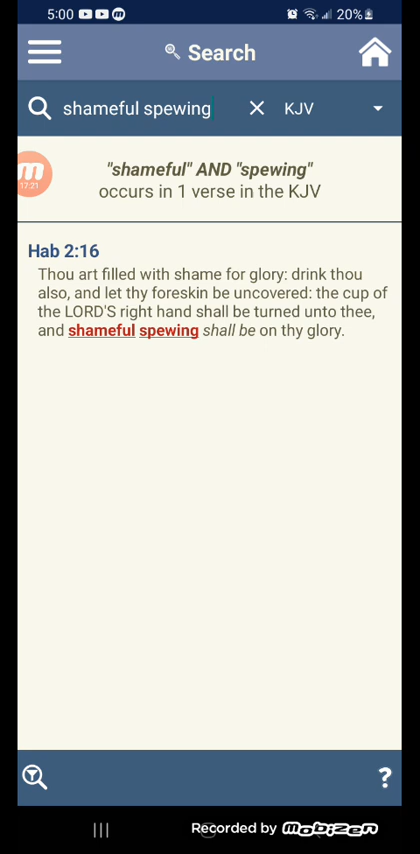 5:00
20%
Search
shameful spewing
KJV
17:21
"shameful" AND "spewing"
occurs in 1 verse in the KJV
Hab 2:16
Thou art filled with shame for glory: drink thou
also, and let thy foreskin be uncovered: the cup of
the LORD'S right hand shall be turned unto thee,
and shameful spewing shall be on thy glory.
?
Recorded by mobizen